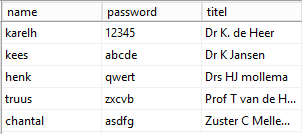 name password titel
karelh 12345 Dr K. de Heer
kees abcde Dr K Jansen
henk qwert Drs HJ mollema
truus zxcvb Prof T van de H...
chantal asdfg Zuster C Melle...